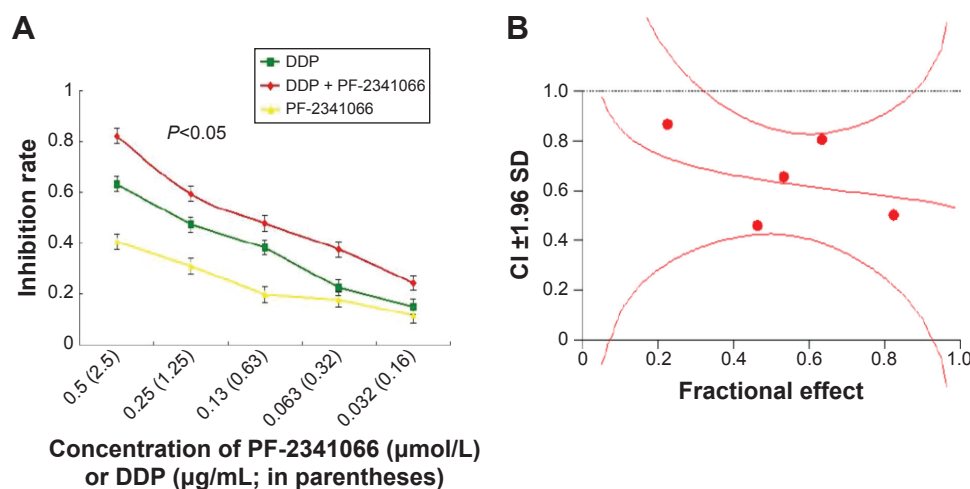 A
DDP
DDP + PF-2341066
PF-2341066
P<0.05
Inhibition rate
1
0.8
0.6
0.4
0.2
0
0.5 (2.5)
0.25 (1.25)
0.13 (0.63)
0.063 (0.32)
0.032 (0.16)
Concentration of PF-2341066 (µmol/L)
or DDP (µg/mL; in parentheses)
B
CI ±1.96 SD
1.0
0.8
0.6
0.4
0.2
0
0 0.2 0.4 0.6 0.8 1.0
Fractional effect